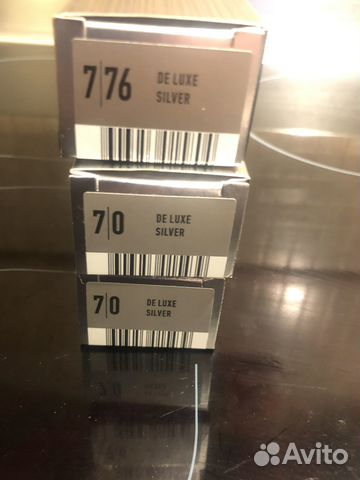 7|76 DE LUXE
SILVER
7|0 DE LUXE
SILVER
7|0 DE LUXE
SILVER
Avito